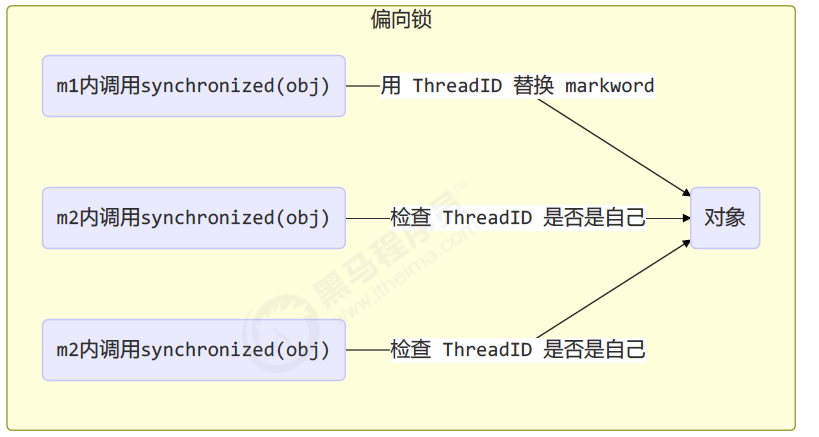 偏向锁
m1内调用synchronized(obj)
用 ThreadID 替换 markword
m2内调用synchronized(obj)
检查 ThreadID 是否是自己
对象
m2内调用synchronized(obj)
检查 ThreadID 是否是自己
黑马程序员™
www.itheima.com